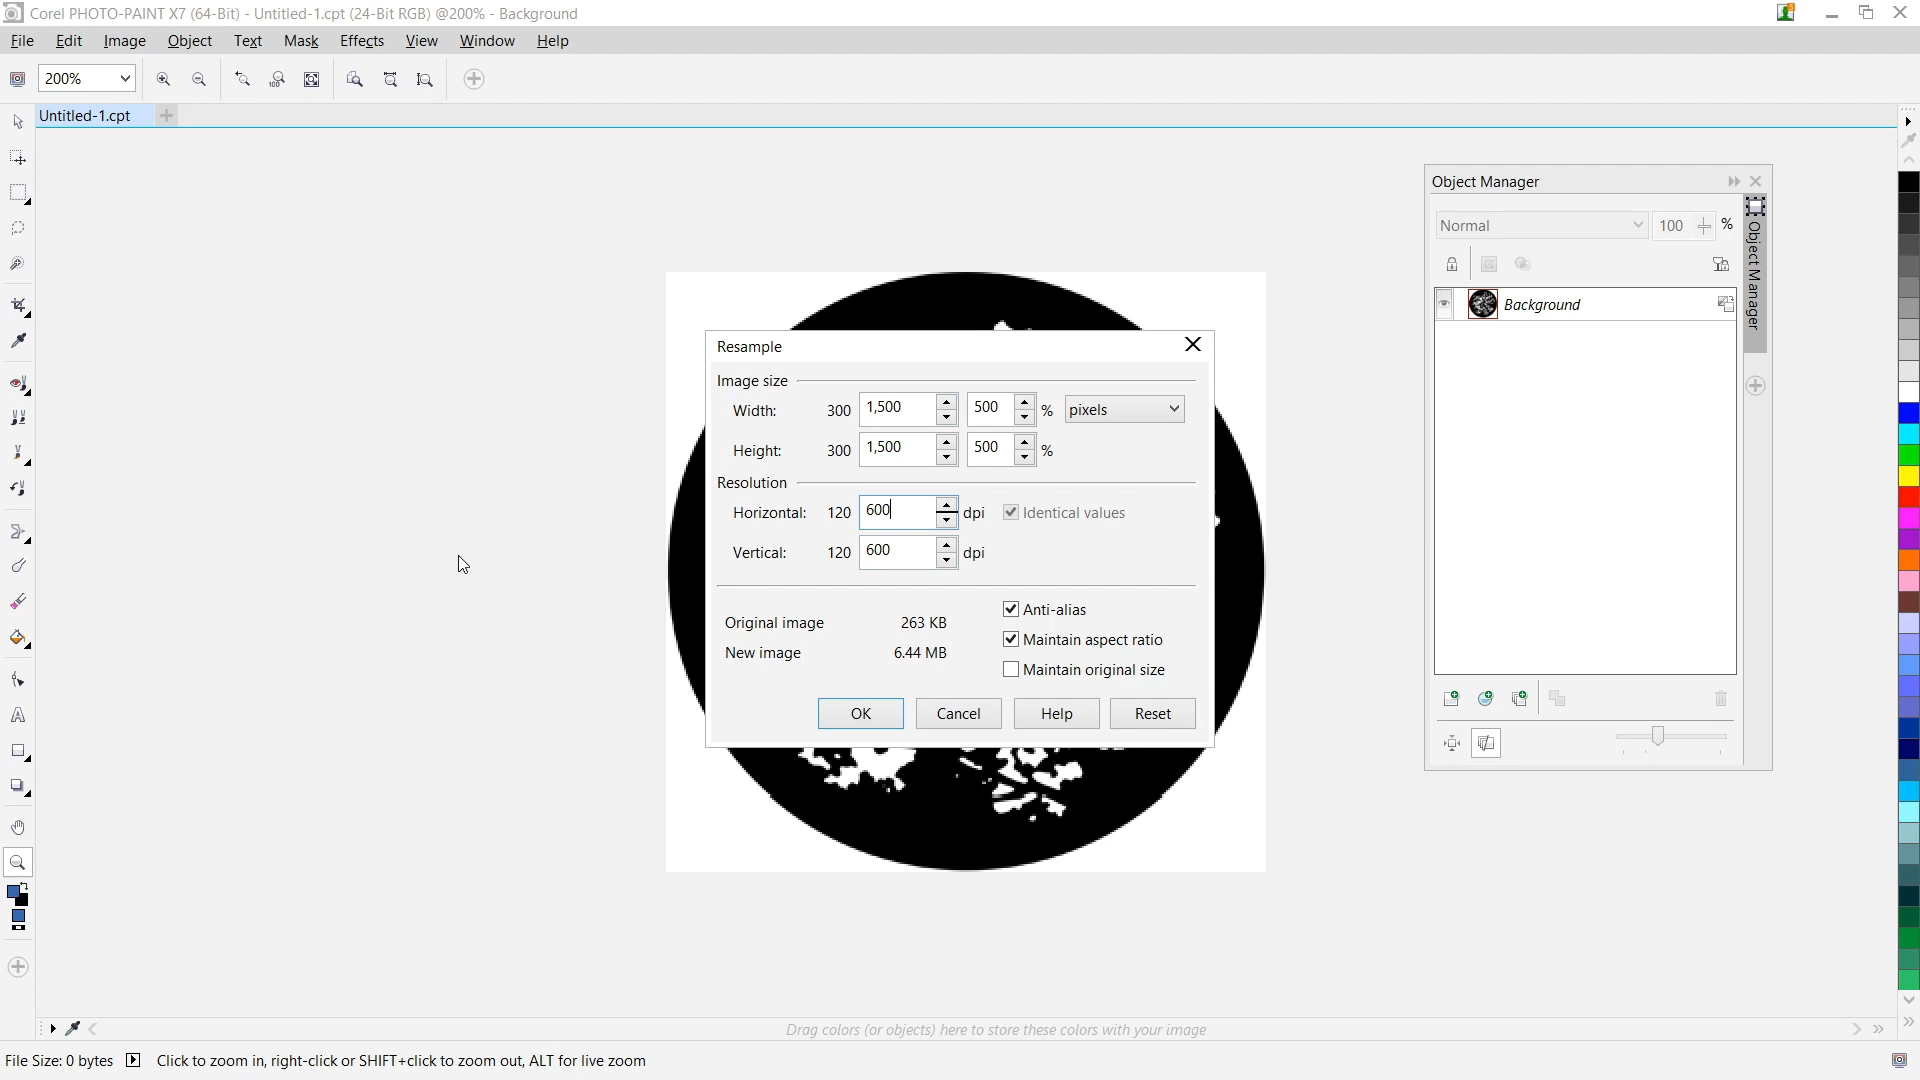 Corel PHOTO-PAINT X7 (64-Bit) - Untitled-1.cpt (24-Bit RGB) @200% - Background
File Edit Image Object Text Mask Effects View Window Help
200%
100
Untitled-1.cpt
Object Manager
Normal 100 %
Object Manager
Background
Resample
Image size
Width: 300 1,500 500 % pixels
Height: 300 1,500 500 %
Resolution
Horizontal: 120 600 dpi Identical values
Vertical: 120 600 dpi
Anti-alias
Original image 263 KB
Maintain aspect ratio
New image 6.44 MB
Maintain original size
OK Cancel Help Reset
Drag colors (or objects) here to store these colors with your image
File Size: 0 bytes Click to zoom in, right-click or SHIFT+click to zoom out, ALT for live zoom